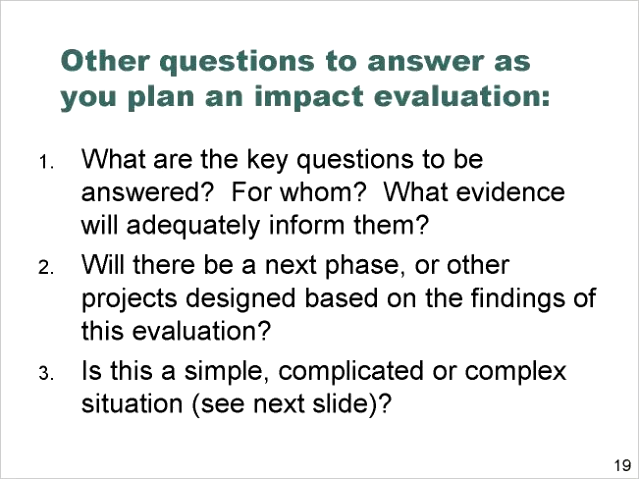 Other questions to answer as
you plan an impact evaluation:
1. What are the key questions to be
answered?  For whom?  What evidence
will adequately inform them?
2. Will there be a next phase, or other
projects designed based on the findings of
this evaluation?
3. Is this a simple, complicated or complex
situation (see next slide)?
19